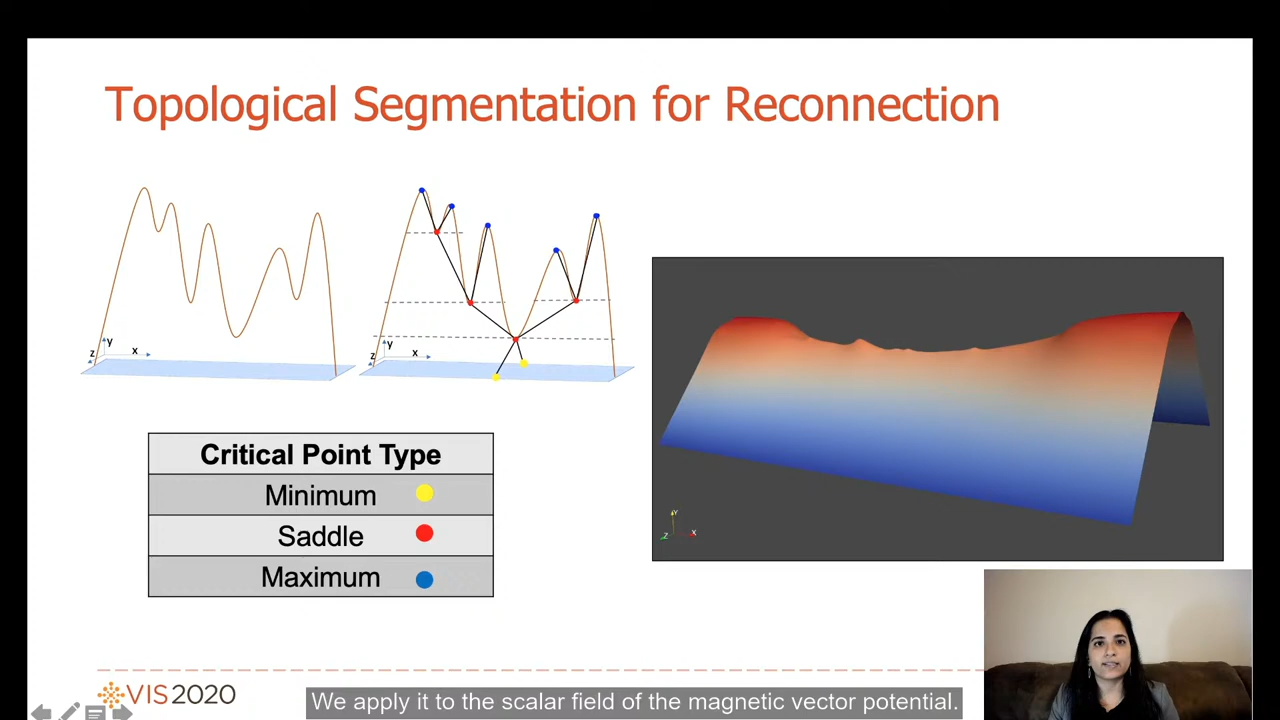 Topological Segmentation for Reconnection
y
z
x
y
z
x
Critical Point Type
Minimum
Saddle
Maximum
Y
Z
X
VIS2020
We apply it to the scalar field of the magnetic vector potential.